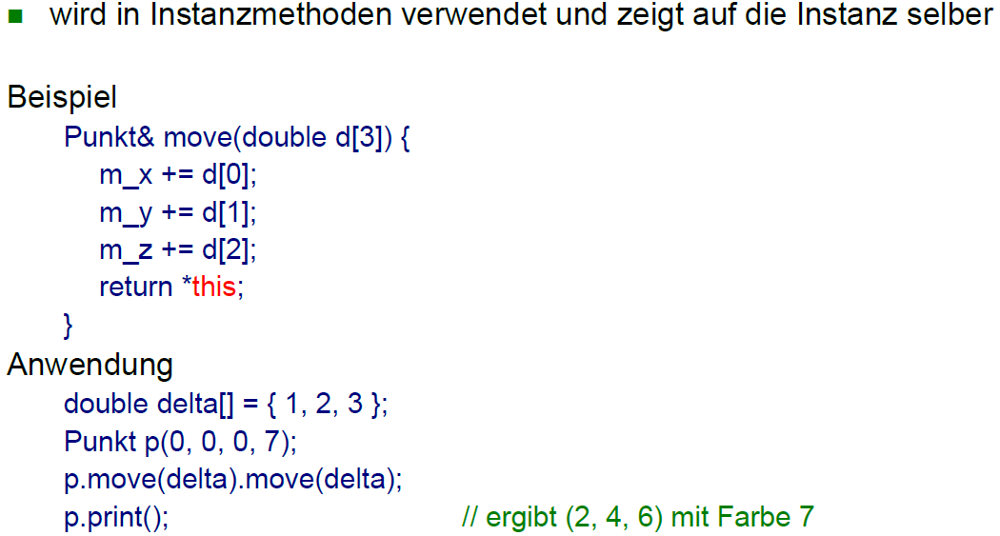 ▪ wird in Instanzmethoden verwendet und zeigt auf die Instanz selber
Beispiel
Punkt& move(double d[3]) {
m_x += d[0];
m_y += d[1];
m_z += d[2];
return *this;
}
Anwendung
double delta[] = { 1, 2, 3 };
Punkt p(0, 0, 0, 7);
p.move(delta).move(delta);
p.print(); // ergibt (2, 4, 6) mit Farbe 7